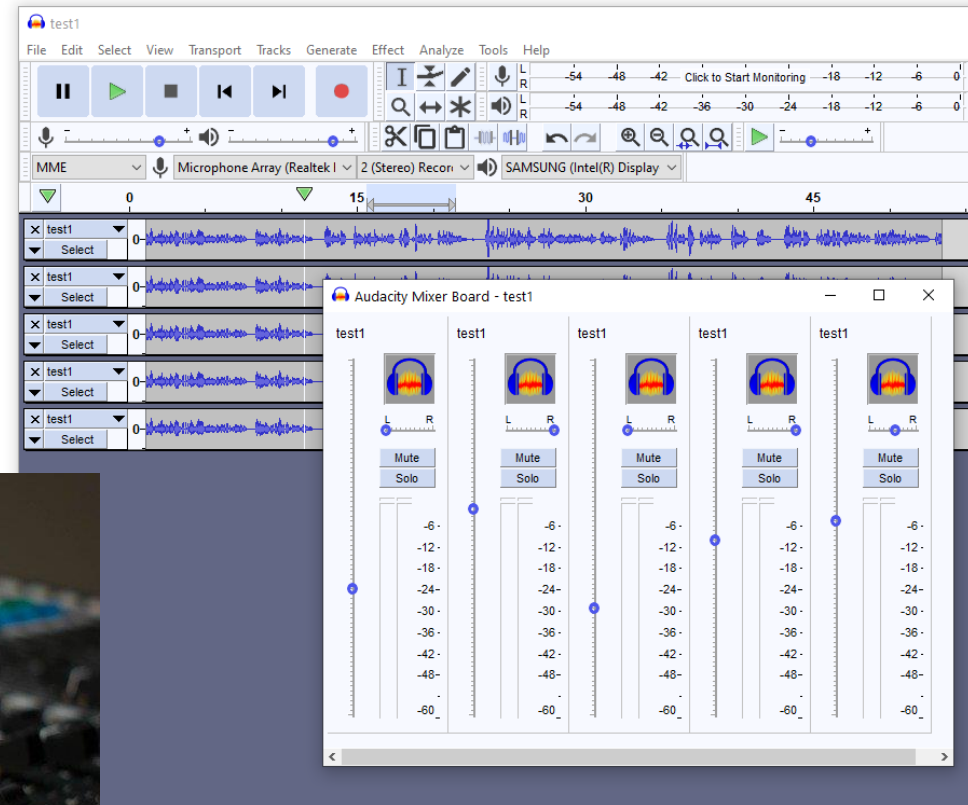 test1
File Edit Select View Transport Tracks Generate Effect Analyze Tools Help
L
R
-54 -48 -42 Click to Start Monitoring -18 -12 -6 0
L
R
-54 -48 -42 -36 -30 -24 -18 -12 -6 0
- + - +
- +
MME Microphone Array (Realtek 2 (Stereo) Recor SAMSUNG (Intel(R) Display
0 15 30 45
× test1
Select
0
× test1
Select
0
× test1
Select
0
× test1
Select
0
× test1
Select
0
Audacity Mixer Board - test1
test1 test1 test1 test1 test1
L R L R L R L R L R
Mute Mute Mute Mute Mute
Solo Solo Solo Solo Solo
-6 -6 -6 -6 -6
-12 -12 -12 -12 -12
-18 -18 -18 -18 -18
-24 -24 -24 -24 -24
-30 -30 -30 -30 -30
-36 -36 -36 -36 -36
-42 -42 -42 -42 -42
-48 -48 -48 -48 -48
-60 -60 -60 -60 -60